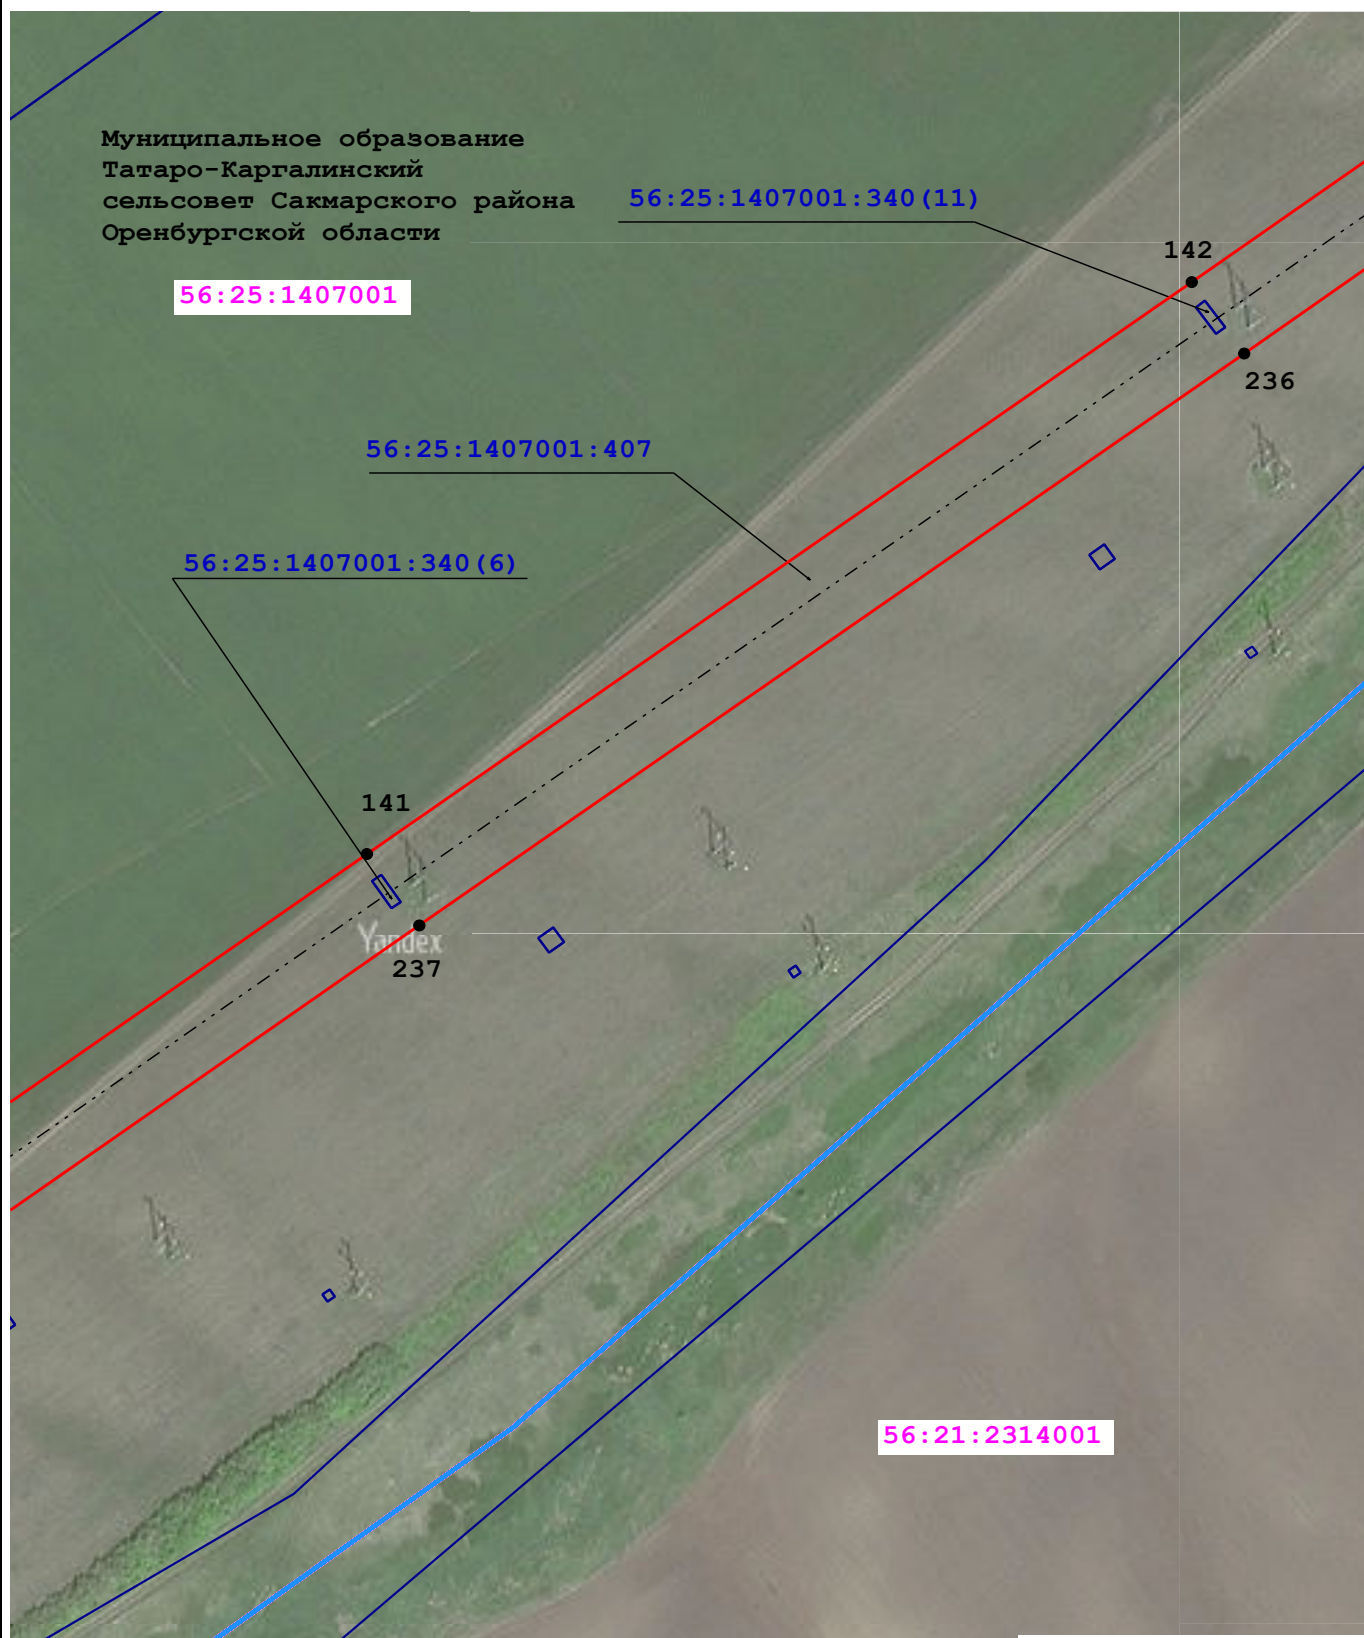 Муниципальное образование
Татаро-Каргалинский
сельсовет Сакмарского района
Оренбургской области
56:25:1407001:340(11)
142
56:25:1407001
236
56:25:1407001:407
56:25:1407001:340(6)
141
Yandex
237
56:21:2314001